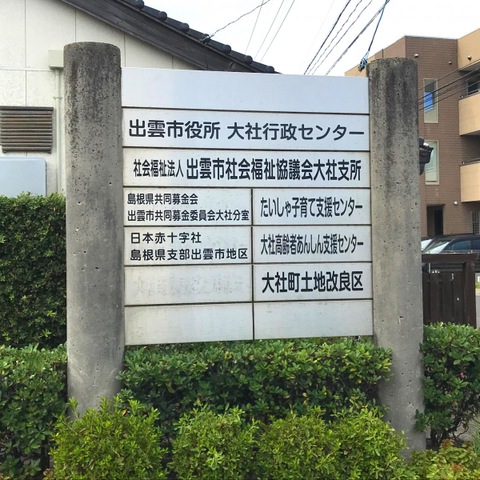 出雲市役所 大社行政センター
社会福祉法人 出雲市社会福祉協議会大社支所
島根県共同募金会
出雲市共同募金委員会大社分室
たいしゃ子育て支援センター
日本赤十字社
島根県支部出雲市地区
大社高齢者あんしん支援センター
大社町土地改良区